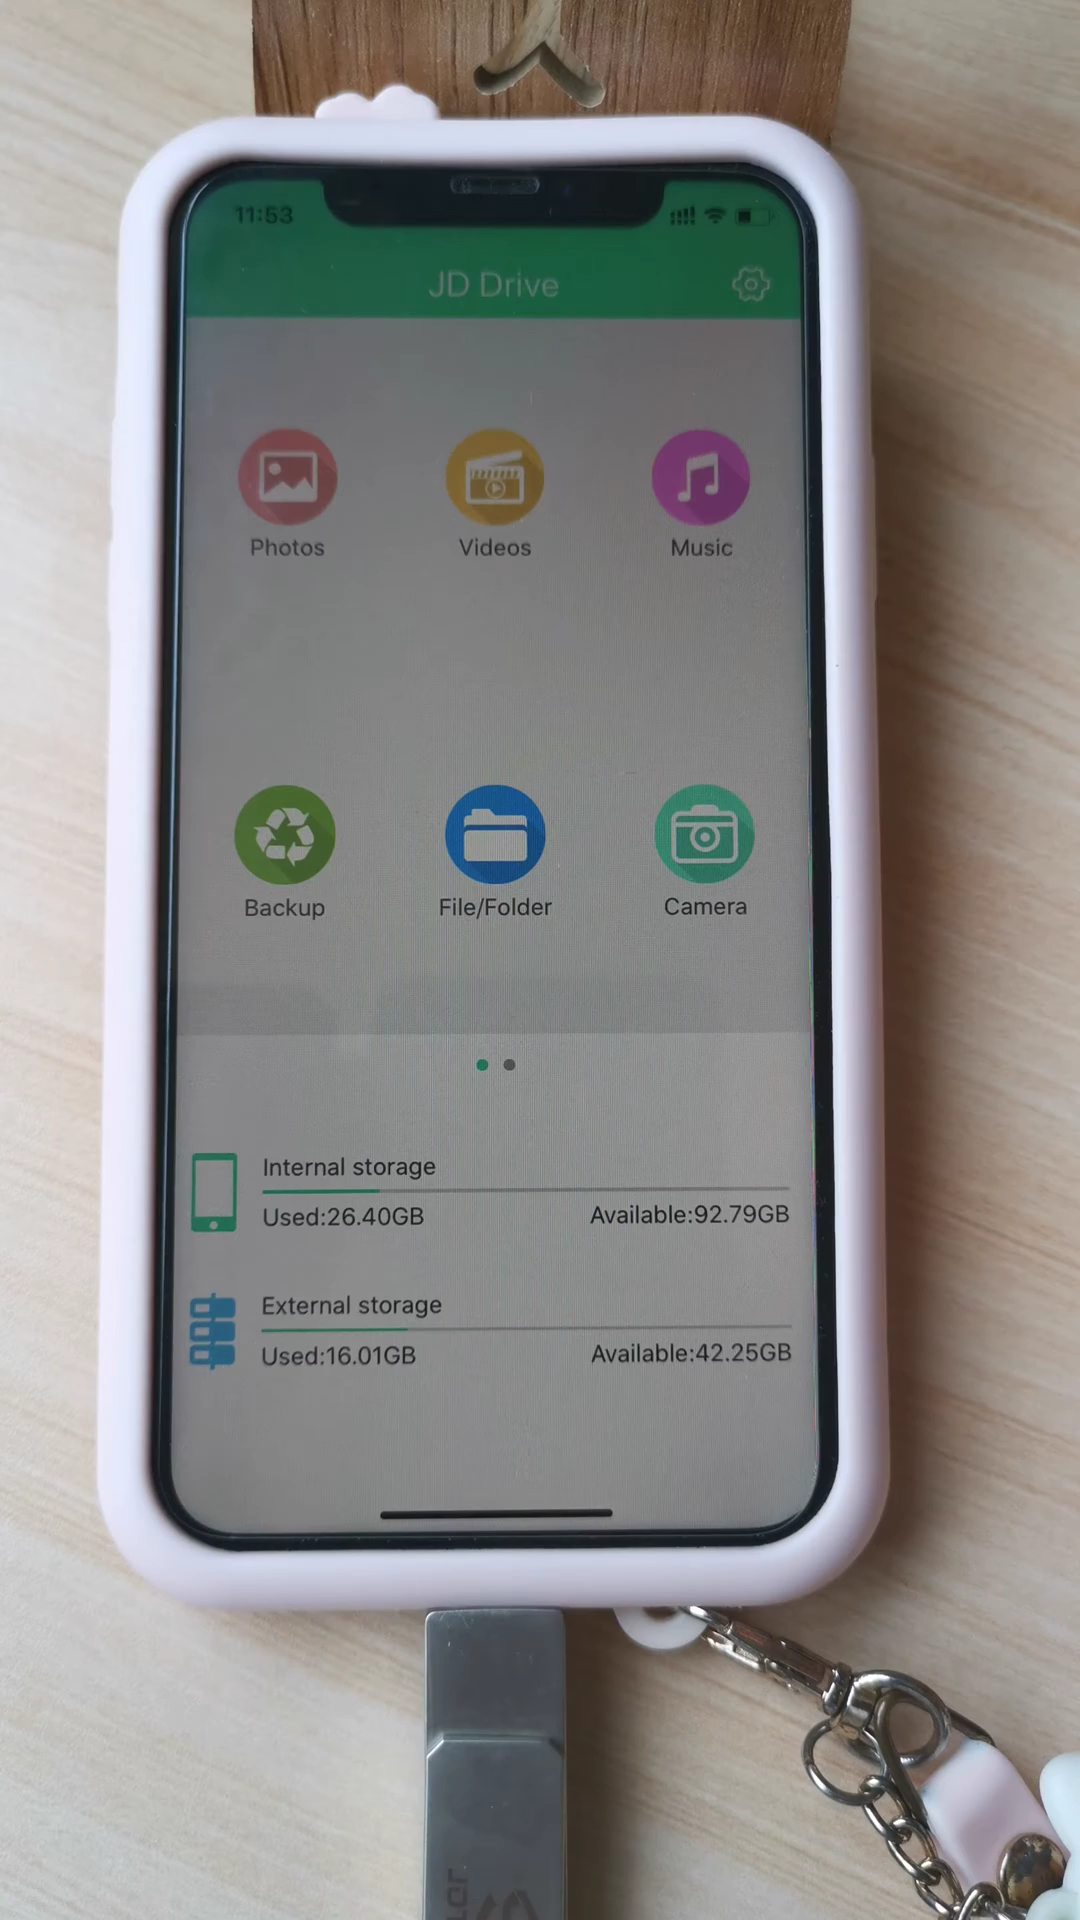 11:53
JD Drive
Photos Videos Music
Backup File/Folder Camera
Internal storage
Used:26.40GB Available:92.79GB
External storage
Used:16.01GB Available:42.25GB